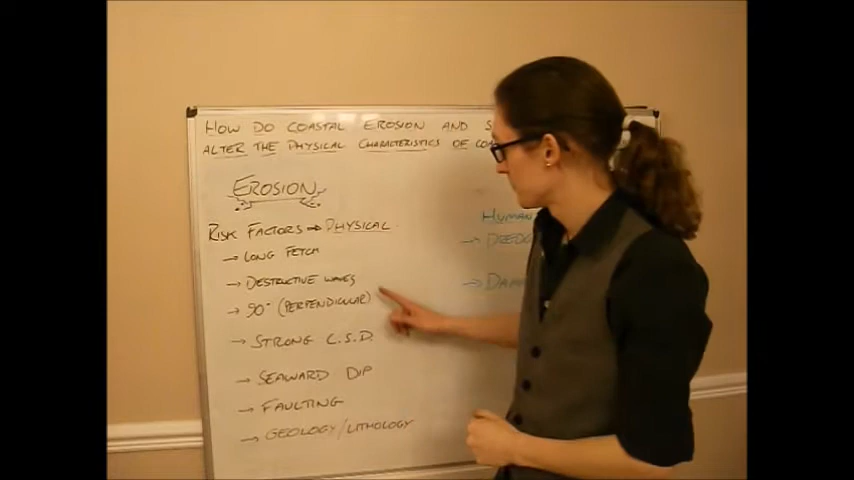 HOW DO COASTAL EROSION AND
ALTER THE PHYSICAL CHARACTERISTICS OF
EROSION
RISK FACTORS → PHYSICAL
→ LONG FETCH
→ DESTRUCTIVE WAVES
→ 90° (PERPENDICULAR)
→ STRONG C.S.D.
→ SEAWARD DIP
→ FAULTING
→ GEOLOGY/LITHOLOGY
HUMAN